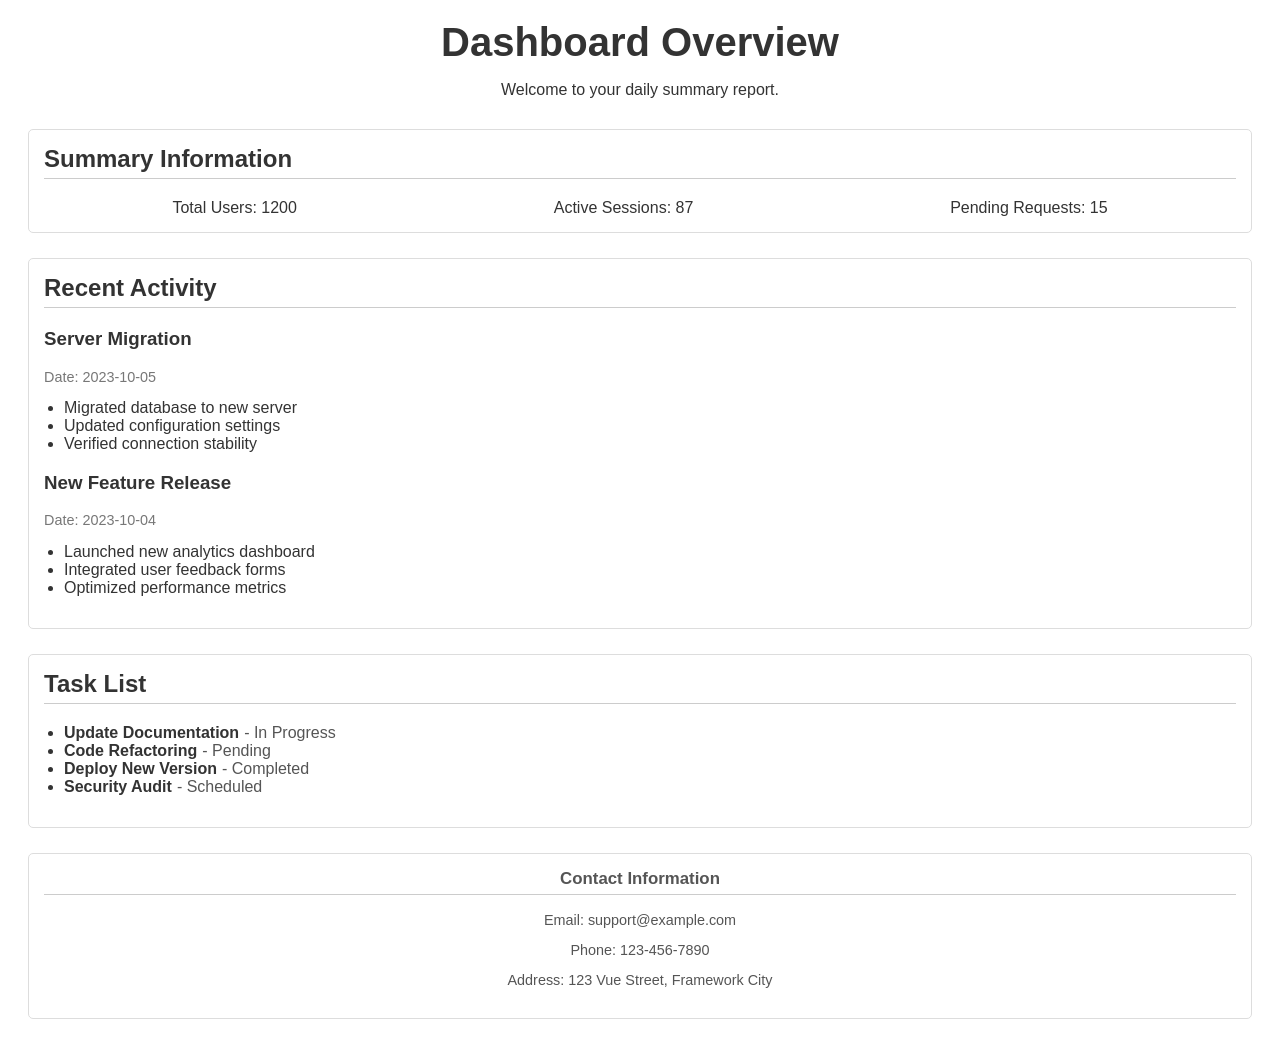 Dashboard Overview
Welcome to your daily summary report.
Summary Information
Total Users: 1200 Active Sessions: 87 Pending Requests: 15
Recent Activity
Server Migration
Date: 2023-10-05
Migrated database to new server
Updated configuration settings
Verified connection stability
New Feature Release
Date: 2023-10-04
Launched new analytics dashboard
Integrated user feedback forms
Optimized performance metrics
Task List
Update Documentation - In Progress
Code Refactoring - Pending
Deploy New Version - Completed
Security Audit - Scheduled
Contact Information
Email: support@example.com
Phone: 123-456-7890
Address: 123 Vue Street, Framework City